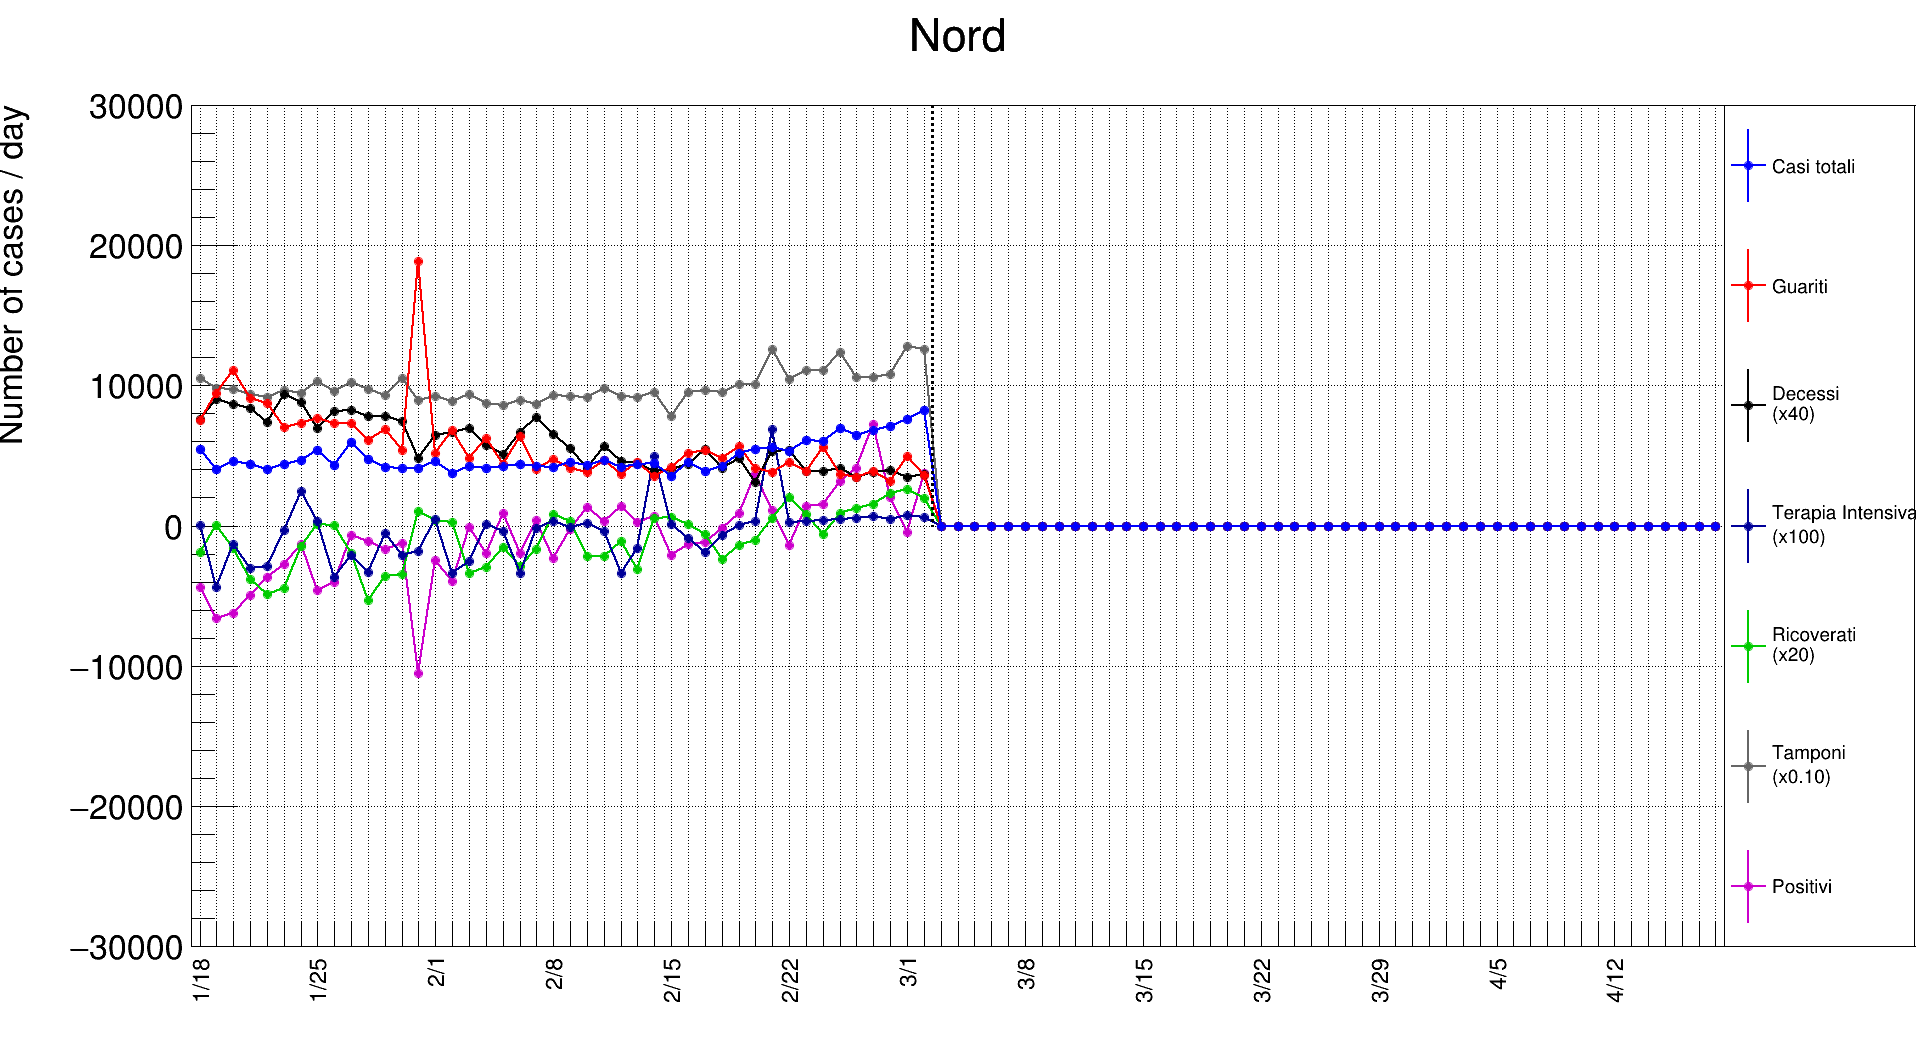 Nord
Number of cases / day
30000
20000
10000
0
−10000
−20000
−30000
1/18
1/25
2/1
2/8
2/15
2/22
3/1
3/8
3/15
3/22
3/29
4/5
4/12
Casi totali
Guariti
Decessi
(x40)
Terapia Intensiva
(x100)
Ricoverati
(x20)
Tamponi
(x0.10)
Positivi